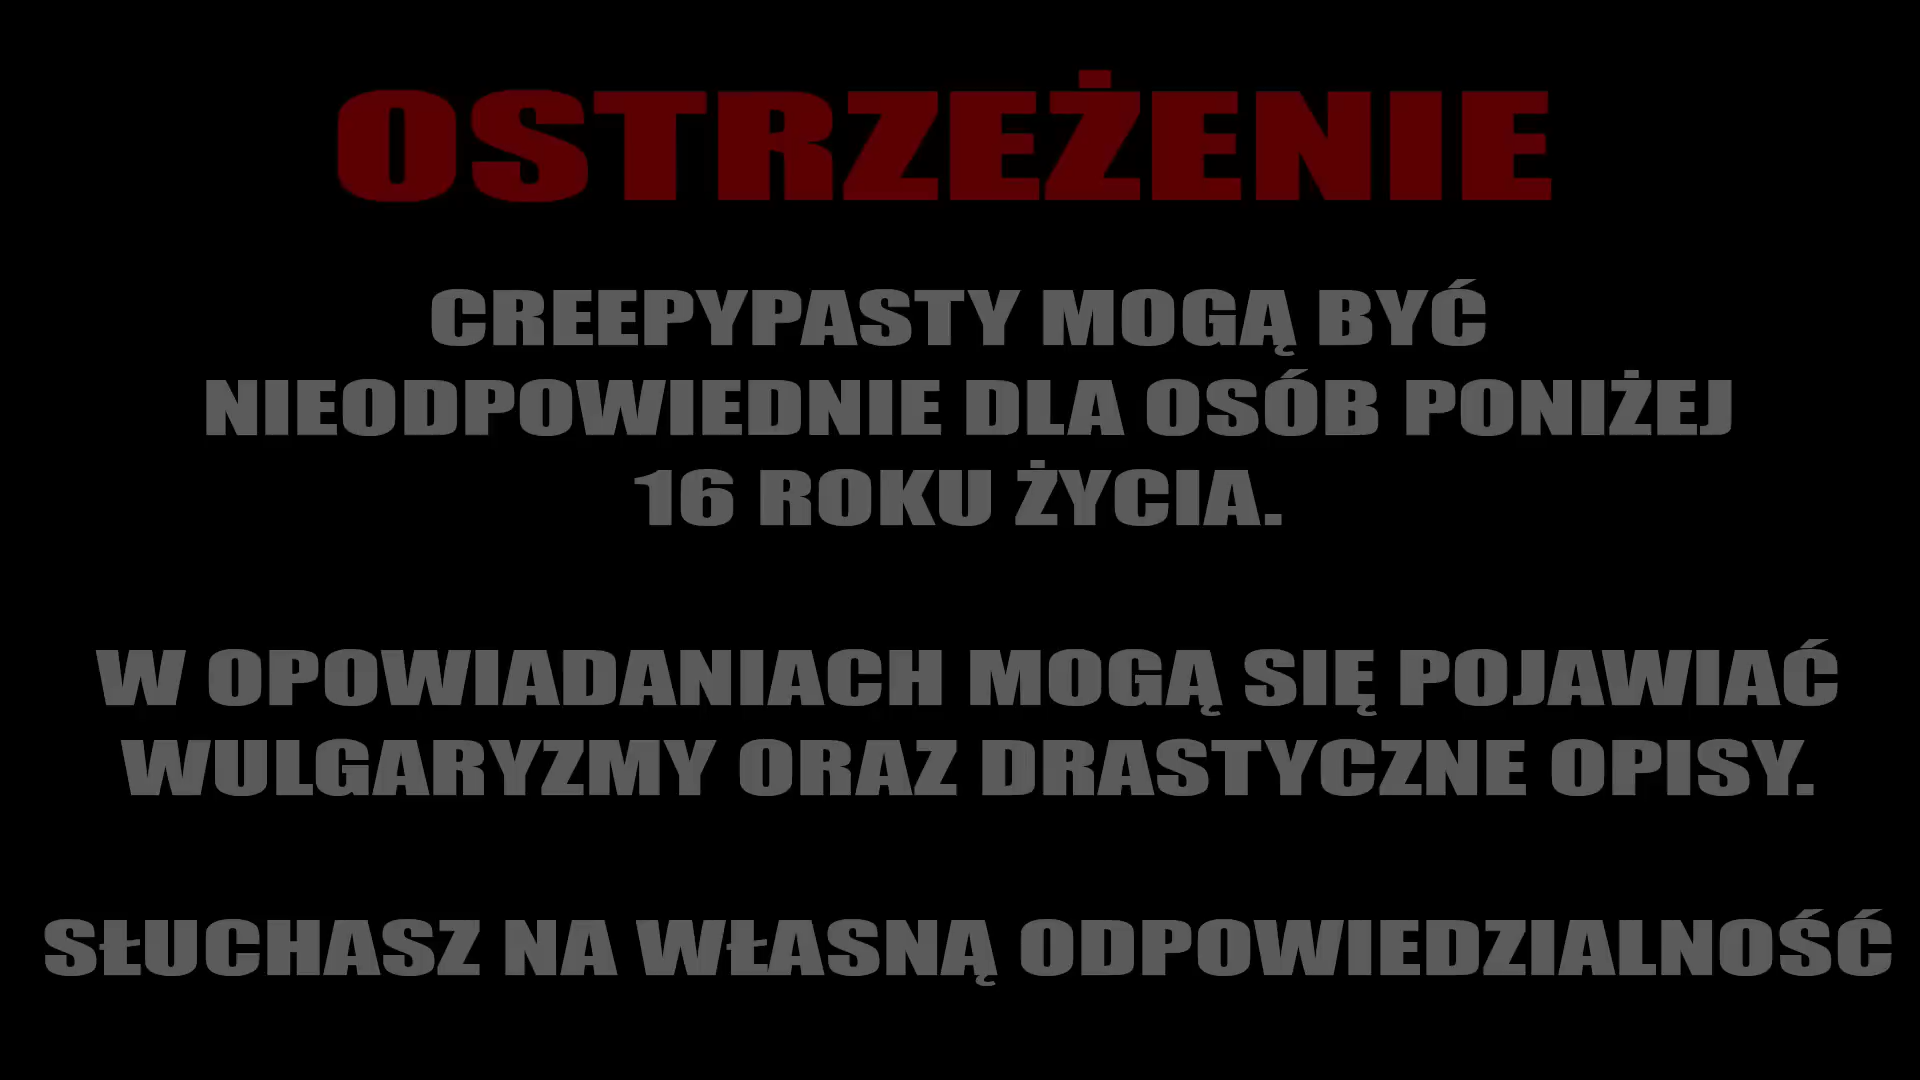 OSTRZEŻENIE
CREEPYPASTY MOGĄ BYĆ
NIEODPOWIEDNIE DLA OSÓB PONIŻEJ
16 ROKU ŻYCIA.
W OPOWIADANIACH MOGĄ SIĘ POJAWIAĆ
WULGARYZMY ORAZ DRASTYCZNE OPISY.
SŁUCHASZ NA WŁASNĄ ODPOWIEDZIALNOŚĆ